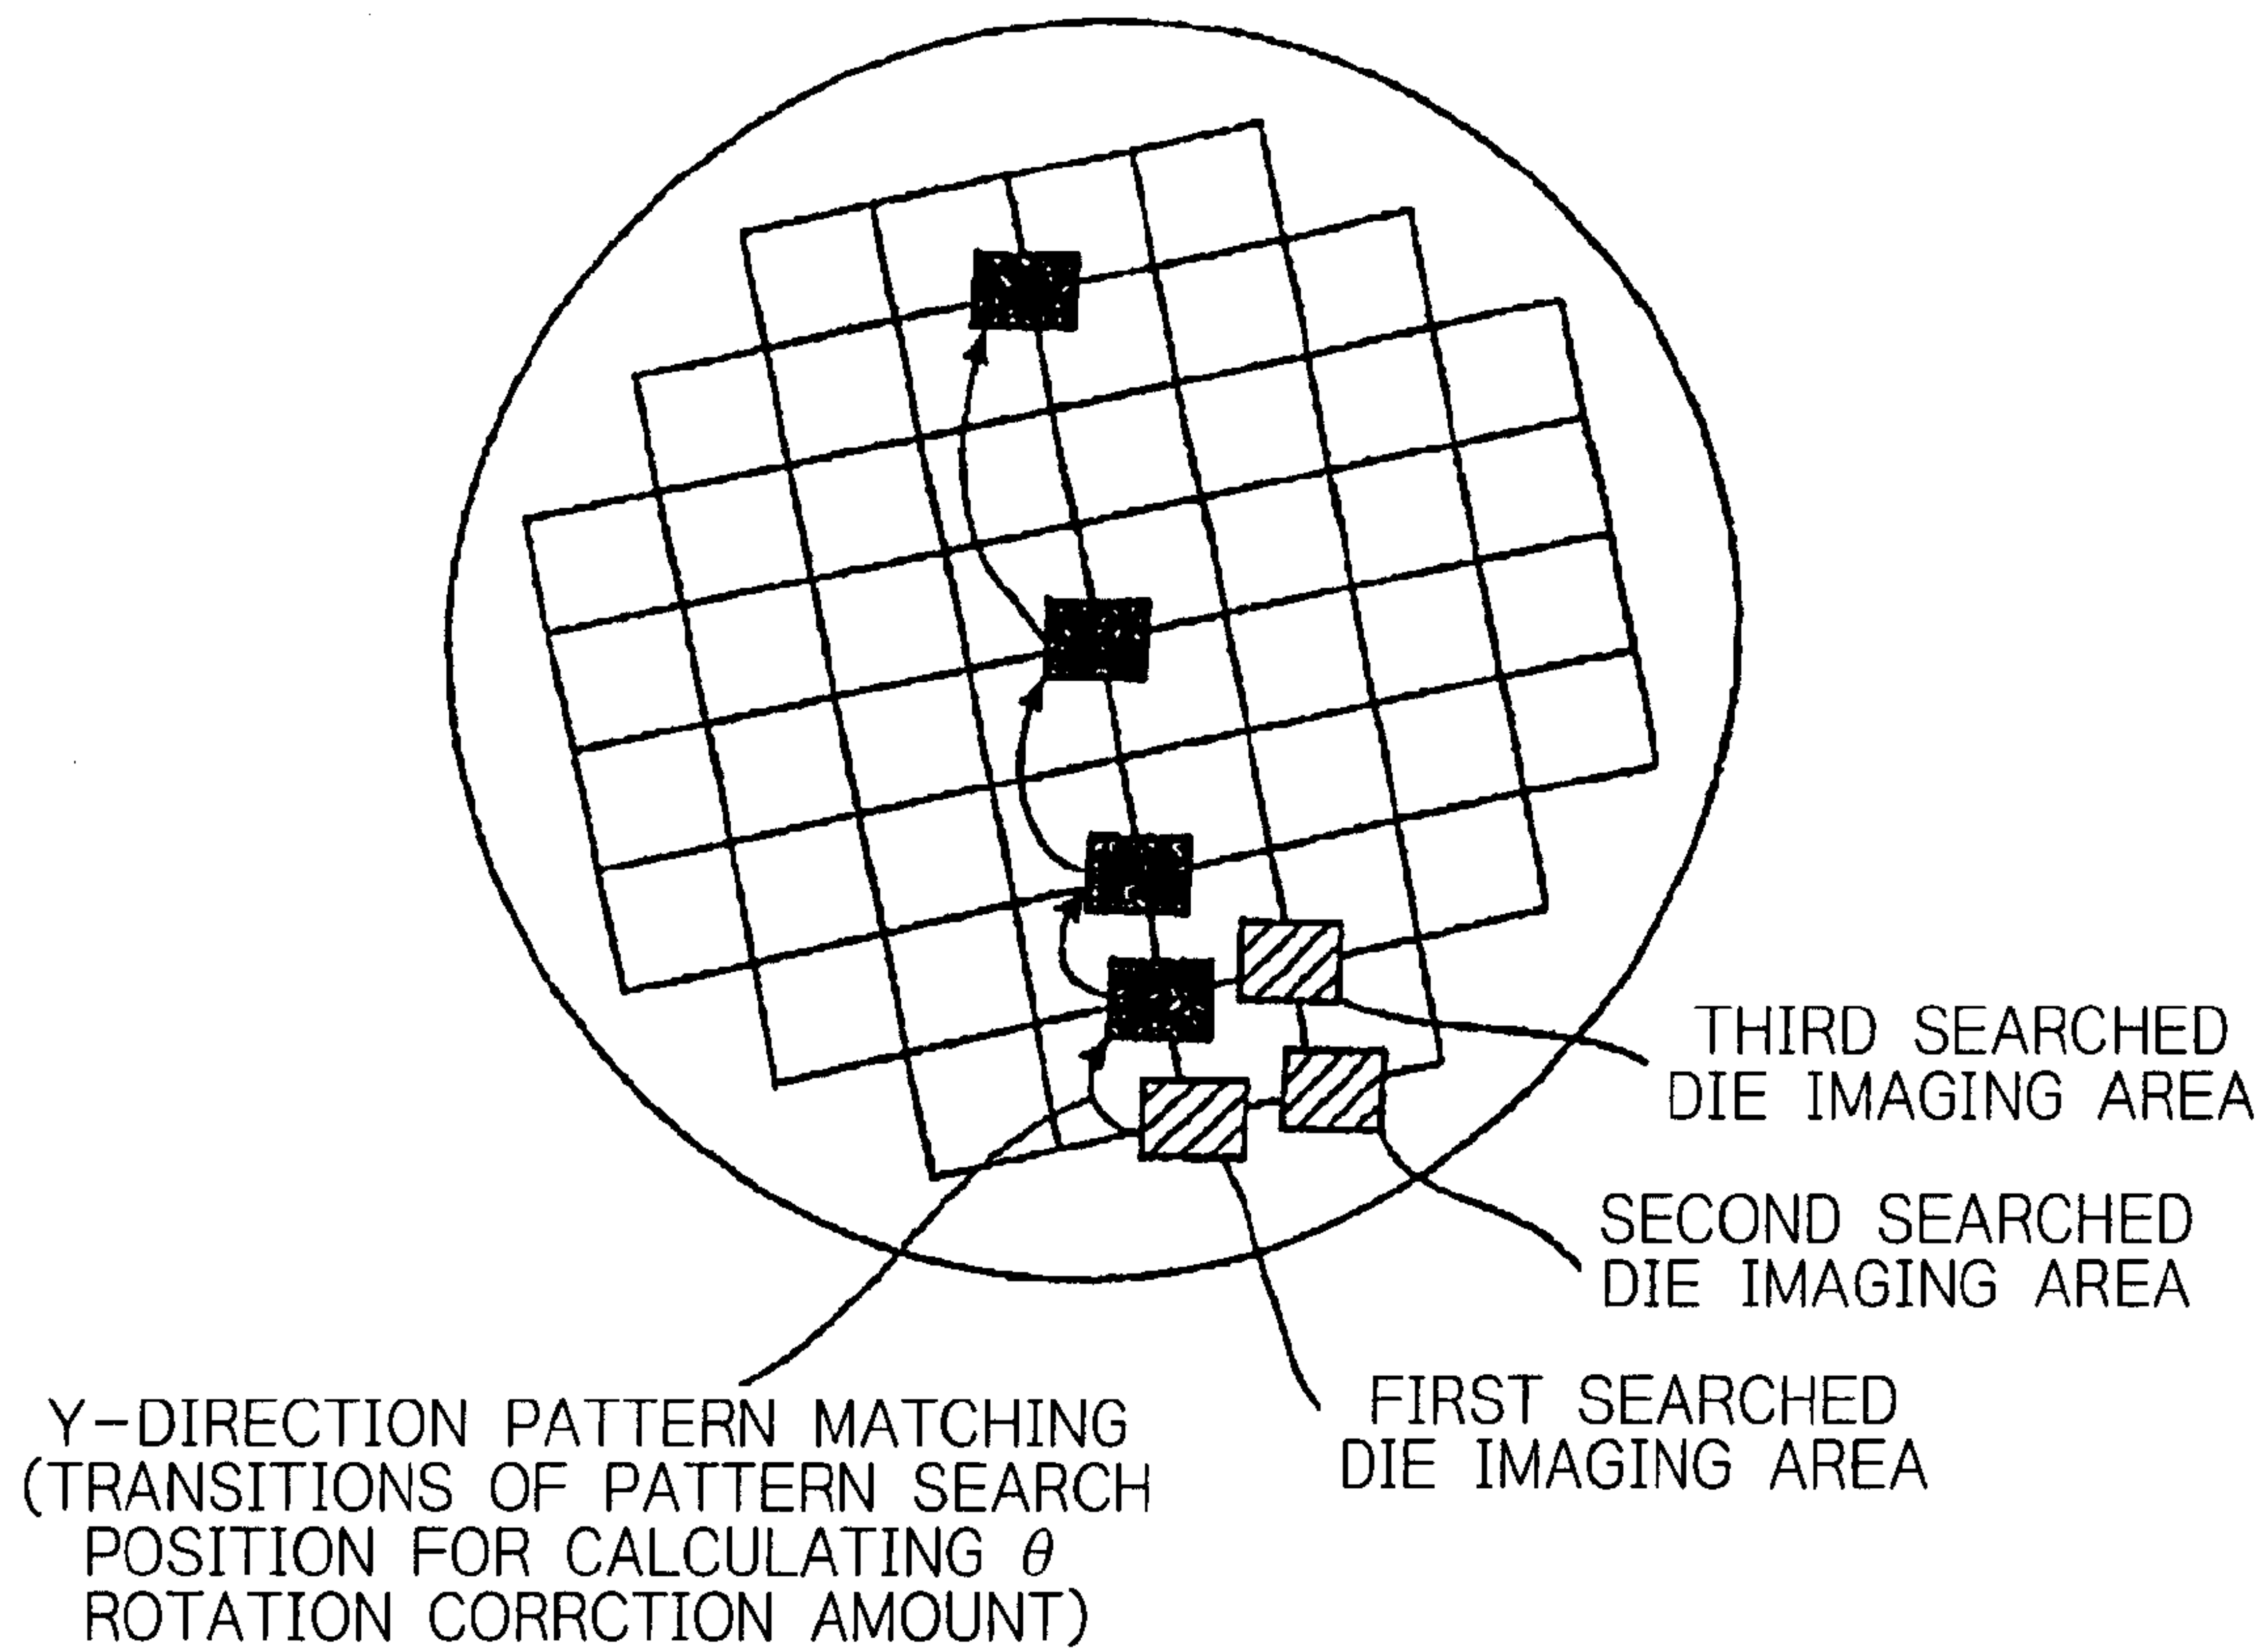 THIRD SEARCHED
DIE IMAGING AREA
SECOND SEARCHED
DIE IMAGING AREA
FIRST SEARCHED
DIE IMAGING AREA
Y-DIRECTION PATTERN MATCHING
(TRANSITIONS OF PATTERN SEARCH
POSITION FOR CALCULATING θ
ROTATION CORRCTION AMOUNT)